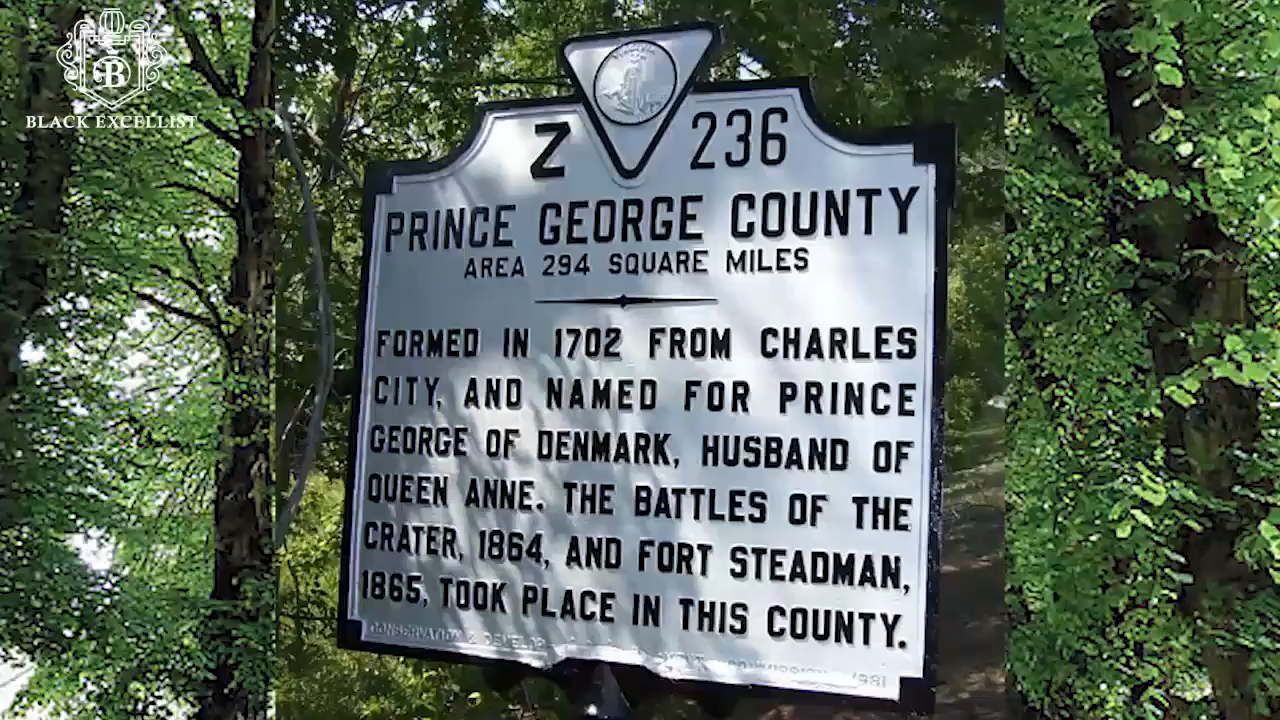 B
BLACK EXCELLIST
Z 236
PRINCE GEORGE COUNTY
AREA 294 SQUARE MILES
FORMED IN 1702 FROM CHARLES
CITY, AND NAMED FOR PRINCE
GEORGE OF DENMARK, HUSBAND OF
QUEEN ANNE. THE BATTLES OF THE
CRATER, 1864, AND FORT STEADMAN,
1865, TOOK PLACE IN THIS COUNTY.
CONSERVATION & 1981